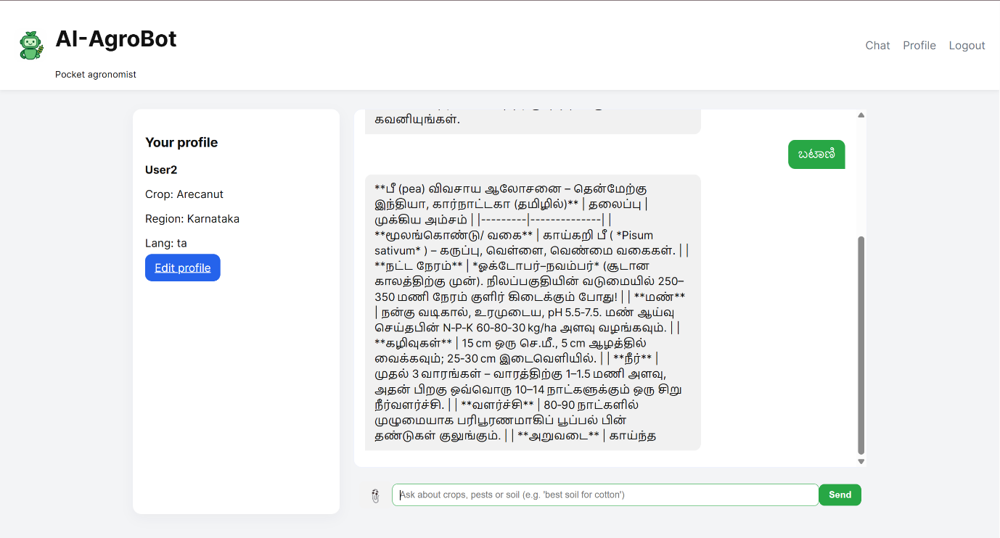 AI-AgroBot
Pocket agronomist
Chat Profile Logout
Your profile
User2
Crop: Arecanut
Region: Karnataka
Lang: ta
Edit profile
கவனியுங்கள்.
ಬಟಾಣಿ
**பீ (pea) விவசாய ஆலோசனை – தென்மேற்கு
இந்தியா, கார்நாட்டகா (தமிழில்)** | தலைப்பு |
முக்கிய அம்சம் | |---------|--------------| |
**மூலங்கொண்டு/ வகை** | காய்கறி பீ ( *Pisum
sativum* ) – கருப்பு, வெள்ளை, வெண்மை வகைகள். | |
**நட்ட நேரம்** | *ஓக்டோபர்–நவம்பர்* (சூடான
காலத்திற்கு முன்). நிலப்பகுதியின் வடுமையில் 250–
350 மணி நேரம் குளிர் கிடைக்கும் போது! | | **மண்**
| நன்கு வடிகால், உரமுடைய, pH 5.5-7.5. மண் ஆய்வு
செய்தபின் N-P-K 60-80-30 kg/ha அளவு வழங்கவும். | |
**கழிவுகள்** | 15 cm ஒரு செ.மீ., 5 cm ஆழத்தில்
வைக்கவும்; 25-30 cm இடைவெளியில். | | **நீர்** |
முதல் 3 வாரங்கள் – வாரத்திற்கு 1–1.5 மணி அளவு,
அதன் பிறகு ஒவ்வொரு 10–14 நாட்களுக்கும் ஒரு சிறு
நீர்வளர்ச்சி. | | **வளர்ச்சி** | 80-90 நாட்களில்
முழுமையாக பரிபூரணமாகிப் பூப்பல் பின்
தண்டுகள் குலுங்கும். | | **அறுவடை** | காய்ந்த
Ask about crops, pests or soil (e.g. 'best soil for cotton')
Send